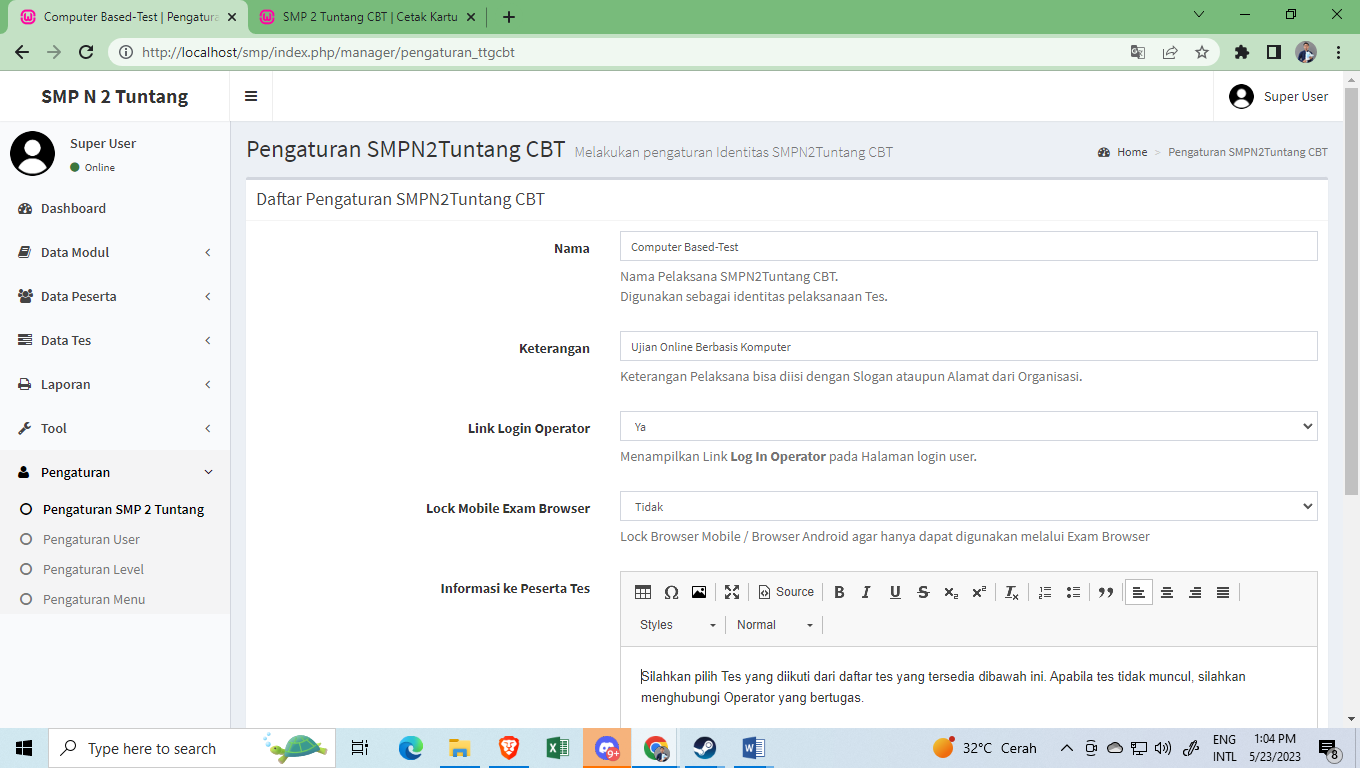 Computer Based-Test | Pengatura
SMP 2 Tuntang CBT | Cetak Kartu
http://localhost/smp/index.php/manager/pengaturan_ttgcbt
SMP N 2 Tuntang
Super User
Super User
Online
Dashboard
Data Modul
Data Peserta
Data Tes
Laporan
Tool
Pengaturan
Pengaturan SMP 2 Tuntang
Pengaturan User
Pengaturan Level
Pengaturan Menu
Pengaturan SMPN2Tuntang CBT Melakukan pengaturan Identitas SMPN2Tuntang CBT
Home > Pengaturan SMPN2Tuntang CBT
Daftar Pengaturan SMPN2Tuntang CBT
Nama
Computer Based-Test
Nama Pelaksana SMPN2Tuntang CBT.
Digunakan sebagai identitas pelaksanaan Tes.
Keterangan
Ujian Online Berbasis Komputer
Keterangan Pelaksana bisa diisi dengan Slogan ataupun Alamat dari Organisasi.
Link Login Operator
Ya
Menampilkan Link Log In Operator pada Halaman login user.
Lock Mobile Exam Browser
Tidak
Lock Browser Mobile / Browser Android agar hanya dapat digunakan melalui Exam Browser
Informasi ke Peserta Tes
Source
Styles
Normal
Silahkan pilih Tes yang diikuti dari daftar tes yang tersedia dibawah ini. Apabila tes tidak muncul, silahkan
menghubungi Operator yang bertugas.
Type here to search
9+
32°C Cerah
ENG
INTL
1:04 PM
5/23/2023
8